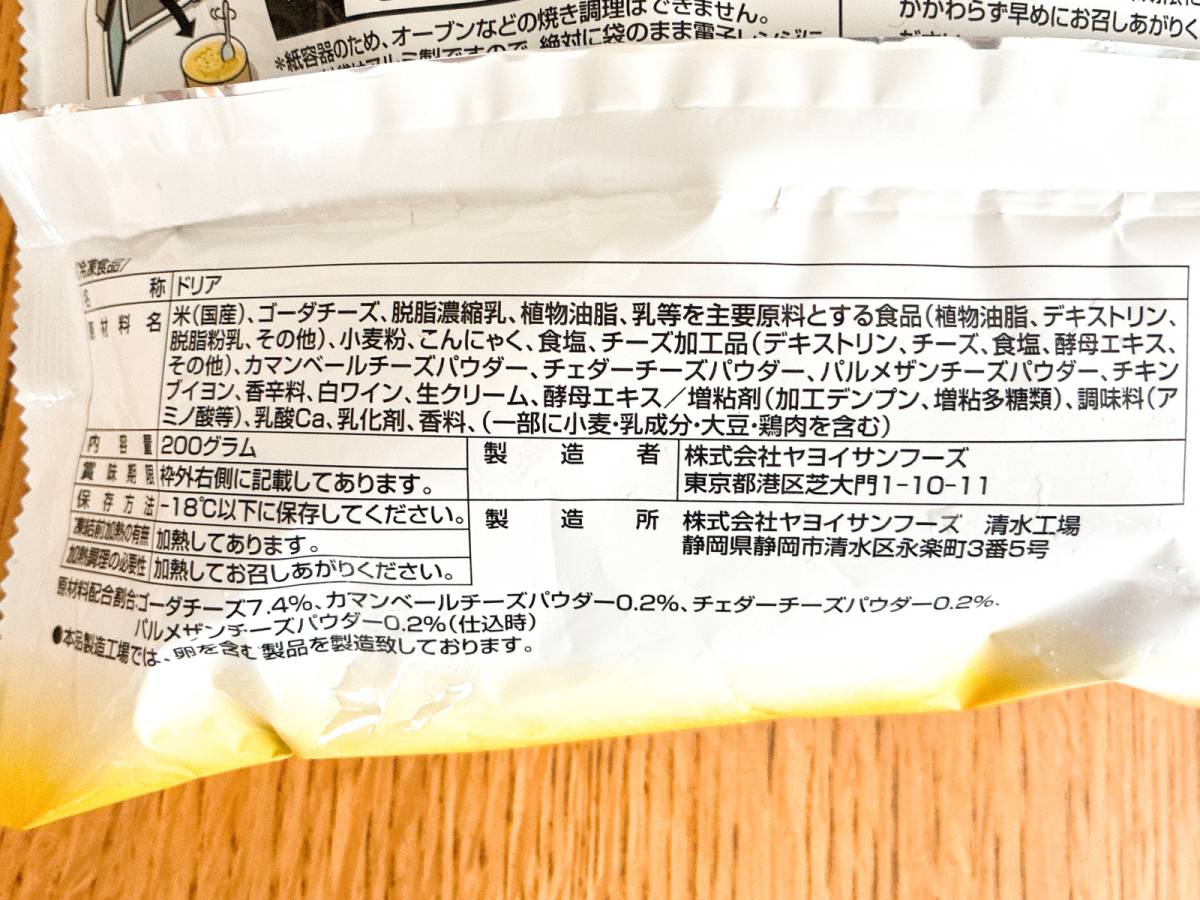 *紙容器のため、オーブンなどの焼き調理はできません。
ですので、絶対に袋のまま電子レンジに
かかわらず早めにお召しあがりく
ださい
冷凍食品
名 称 ドリア
原材料名 米(国産)、ゴーダチーズ、脱脂濃縮乳、植物油脂、乳等を主要原料とする食品(植物油脂、デキストリン、
脱脂粉乳、その他)、小麦粉、こんにゃく、食塩、チーズ加工品(デキストリン、チーズ、食塩、酵母エキス、
その他)、カマンベールチーズパウダー、チェダーチーズパウダー、パルメザンチーズパウダー、チキン
ブイヨン、香辛料、白ワイン、生クリーム、酵母エキス/増粘剤(加工デンプン、増粘多糖類)、調味料(ア
ミノ酸等)、乳酸Ca、乳化剤、香料、(一部に小麦・乳成分・大豆・鶏肉を含む)
内容量 200グラム
賞味期限 枠外右側に記載してあります。
保存方法 -18℃以下に保存してください。
凍結前加熱の有無 加熱してあります。
加熱調理の必要性 加熱してお召しあがりください。
製造者 株式会社ヤヨイサンフーズ
東京都港区芝大門1-10-11
製造所 株式会社ヤヨイサンフーズ 清水工場
静岡県静岡市清水区永楽町3番5号
原材料配合割合:ゴーダチーズ7.4%、カマンベールチーズパウダー0.2%、チェダーチーズパウダー0.2%、
パルメザンチーズパウダー0.2%(仕込時)
●本品製造工場では、卵を含む製品を製造致しております。